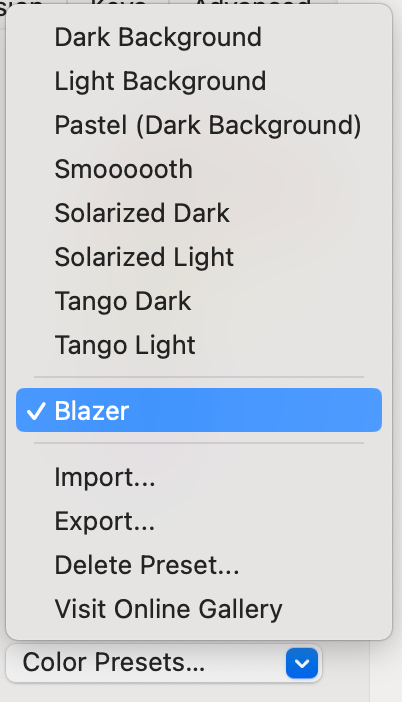 Dark Background
Light Background
Pastel (Dark Background)
Smoooooth
Solarized Dark
Solarized Light
Tango Dark
Tango Light
Blazer
Import...
Export...
Delete Preset...
Visit Online Gallery
Color Presets...